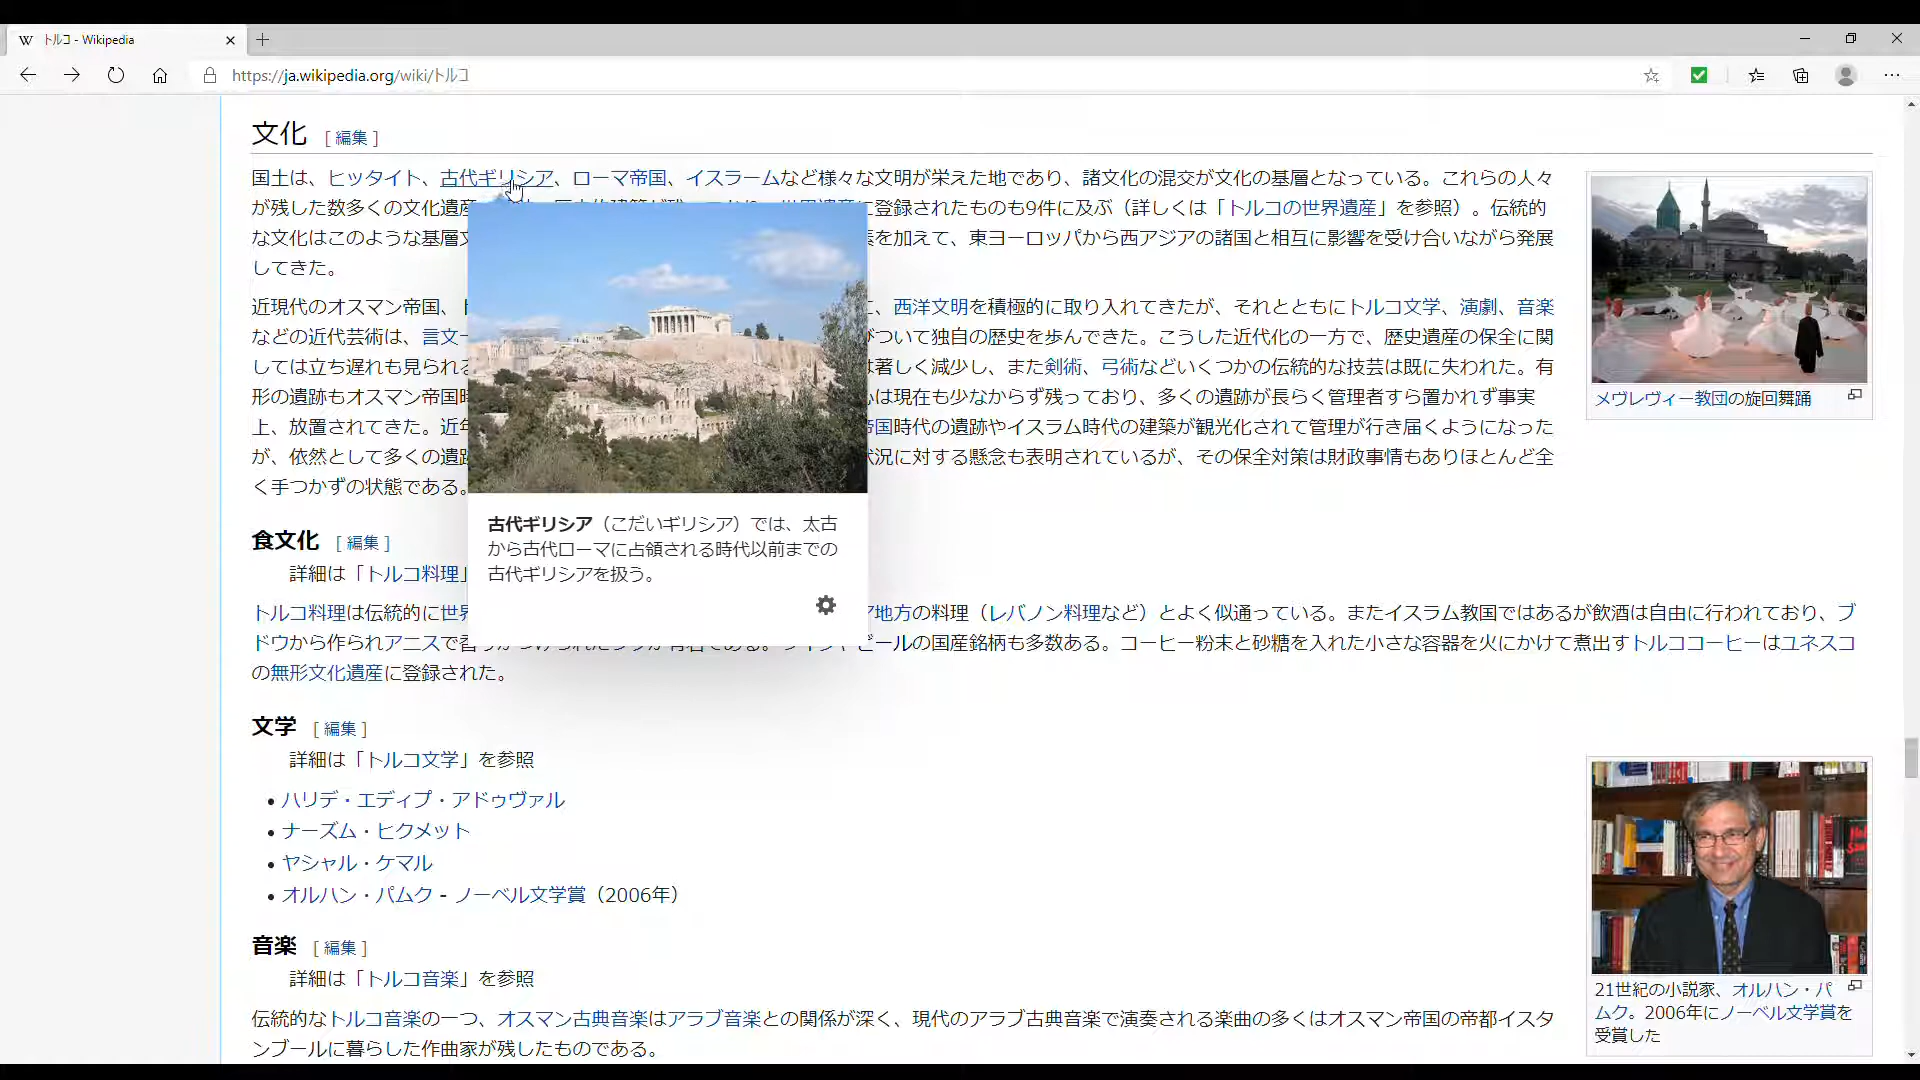 トルコ - Wikipedia
https://ja.wikipedia.org/wiki/トルコ
文化 [ 編集 ]
国土は、ヒッタイト、古代ギリシア、ローマ帝国、イスラームなど様々な文明が栄えた地であり、諸文化の混交が文化の基層となっている。これらの人々
が残した数多くの文化遺産 に登録されたものも9件に及ぶ（詳しくは「トルコの世界遺産」を参照）。伝統的
な文化はこのような基層 を加えて、東ヨーロッパから西アジアの諸国と相互に影響を受け合いながら発展
してきた。
近現代のオスマン帝国、 、西洋文明を積極的に取り入れてきたが、それとともにトルコ文学、演劇、音楽
などの近代芸術は、言文 ついて独自の歴史を歩んできた。こうした近代化の一方で、歴史遺産の保全に関
しては立ち遅れも見られ は著しく減少し、また剣術、弓術などいくつかの伝統的な技芸は既に失われた。有
形の遺跡もオスマン帝国 は現在も少なからず残っており、多くの遺跡が長らく管理者すら置かれず事実
上、放置されてきた。近年 帝国時代の遺跡やイスラム時代の建築が観光化されて管理が行き届くようになった
が、依然として多くの遺 状況に対する懸念も表明されているが、その保全対策は財政事情もありほとんど全
く手つかずの状態である。
メヴレヴィー教団の旋回舞踊
古代ギリシア（こだいギリシア）では、太古
から古代ローマに占領される時代以前までの
古代ギリシアを扱う。
食文化 [ 編集 ]
詳細は「トルコ料理」
トルコ料理は伝統的に世界 地方の料理（レバノン料理など）とよく似通っている。またイスラム教国ではあるが飲酒は自由に行われており、ブ
ドウから作られアニスで ビールの国産銘柄も多数ある。コーヒー粉末と砂糖を入れた小さな容器を火にかけて煮出すトルココーヒーはユネスコ
の無形文化遺産に登録された。
文学 [ 編集 ]
詳細は「トルコ文学」を参照
• ハリデ・エディプ・アドゥヴァル
• ナーズム・ヒクメット
• ヤシャル・ケマル
• オルハン・パムク - ノーベル文学賞（2006年）
21世紀の小説家、オルハン・パ
ムク。2006年にノーベル文学賞を
受賞した
音楽 [ 編集 ]
詳細は「トルコ音楽」を参照
伝統的なトルコ音楽の一つ、オスマン古典音楽はアラブ音楽との関係が深く、現代のアラブ古典音楽で演奏される楽曲の多くはオスマン帝国の帝都イスタ
ンブールに暮らした作曲家が残したものである。